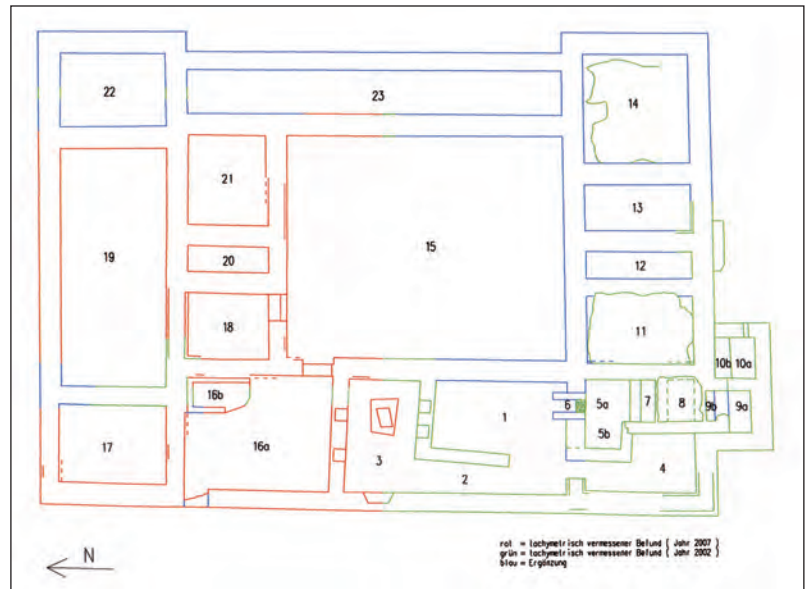 22
23
14
21
13
19
20
15
12
18
11
16b
10b 10a
1
6
5a
7
8
9b
9a
17
16a
3
5b
2
4
N
rot = tachymetrisch vermessener Befund ( Jahr 2007 )
grün = tachymetrisch vermessener Befund ( Jahr 2002 )
blau = Ergänzung